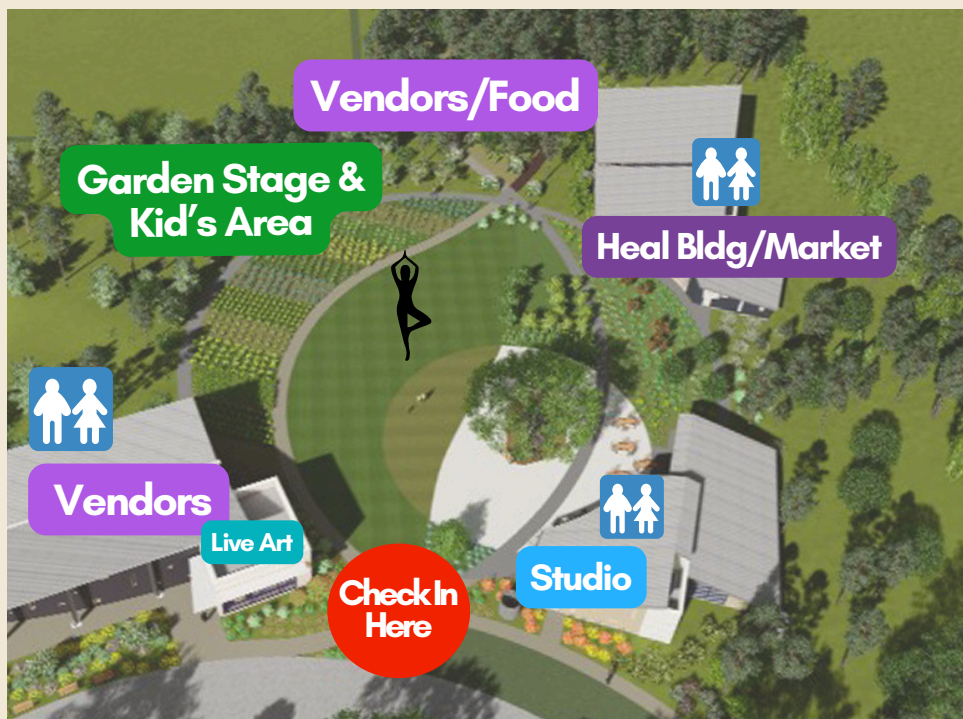 Vendors/Food
Garden Stage &
Kid's Area
Heal Bldg/Market
Vendors
Live Art
Studio
Check In
Here